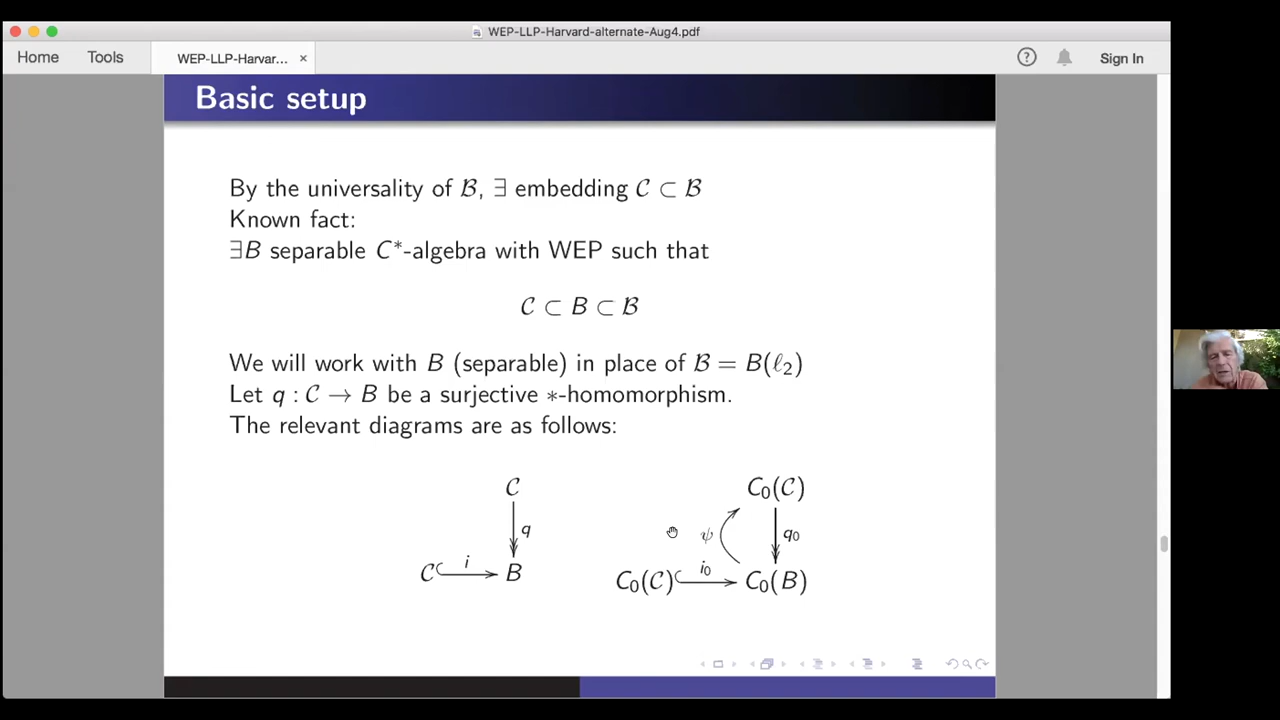 WEP-LLP-Harvard-alternate-Aug4.pdf
Home Tools WEP-LLP-Harvar... × ? Sign In
Basic setup
By the universality of ℬ, ∃ embedding 𝒞 ⊂ ℬ
Known fact:
∃B separable C*-algebra with WEP such that
𝒞 ⊂ B ⊂ ℬ
We will work with B (separable) in place of ℬ = B(ℓ₂)
Let q : 𝒞 → B be a surjective ∗-homomorphism.
The relevant diagrams are as follows:
𝒞 C₀(𝒞)
q ψ q₀
i i₀
𝒞 B C₀(𝒞) C₀(B)